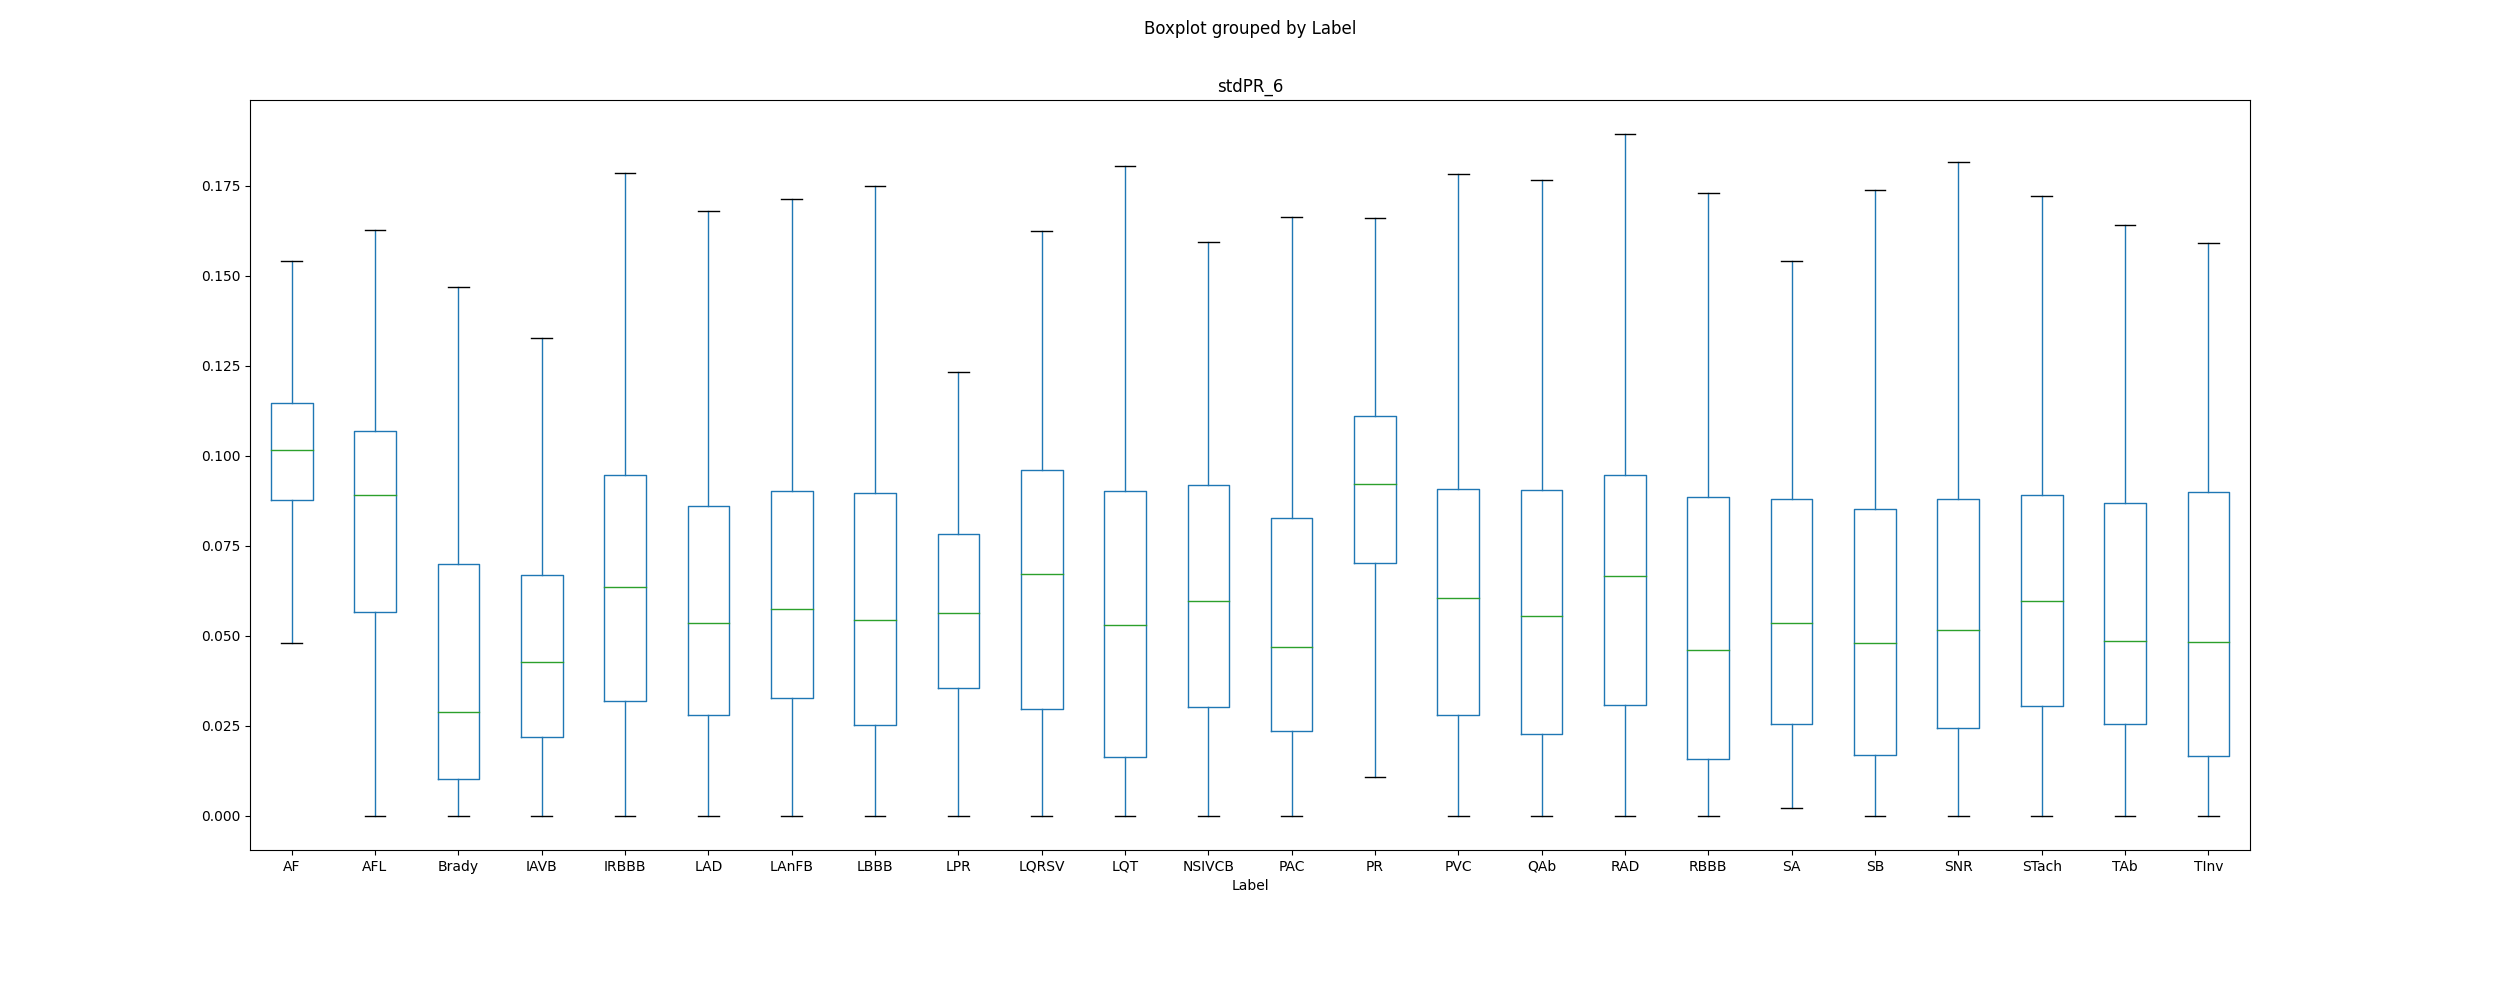 Boxplot grouped by Label
stdPR_6
0.175
0.150
0.125
0.100
0.075
0.050
0.025
0.000
AF AFL Brady IAVB IRBBB LAD LAnFB LBBB LPR LQRSV LQT NSIVCB PAC PR PVC QAb RAD RBBB SA SB SNR STach TAb TInv
Label